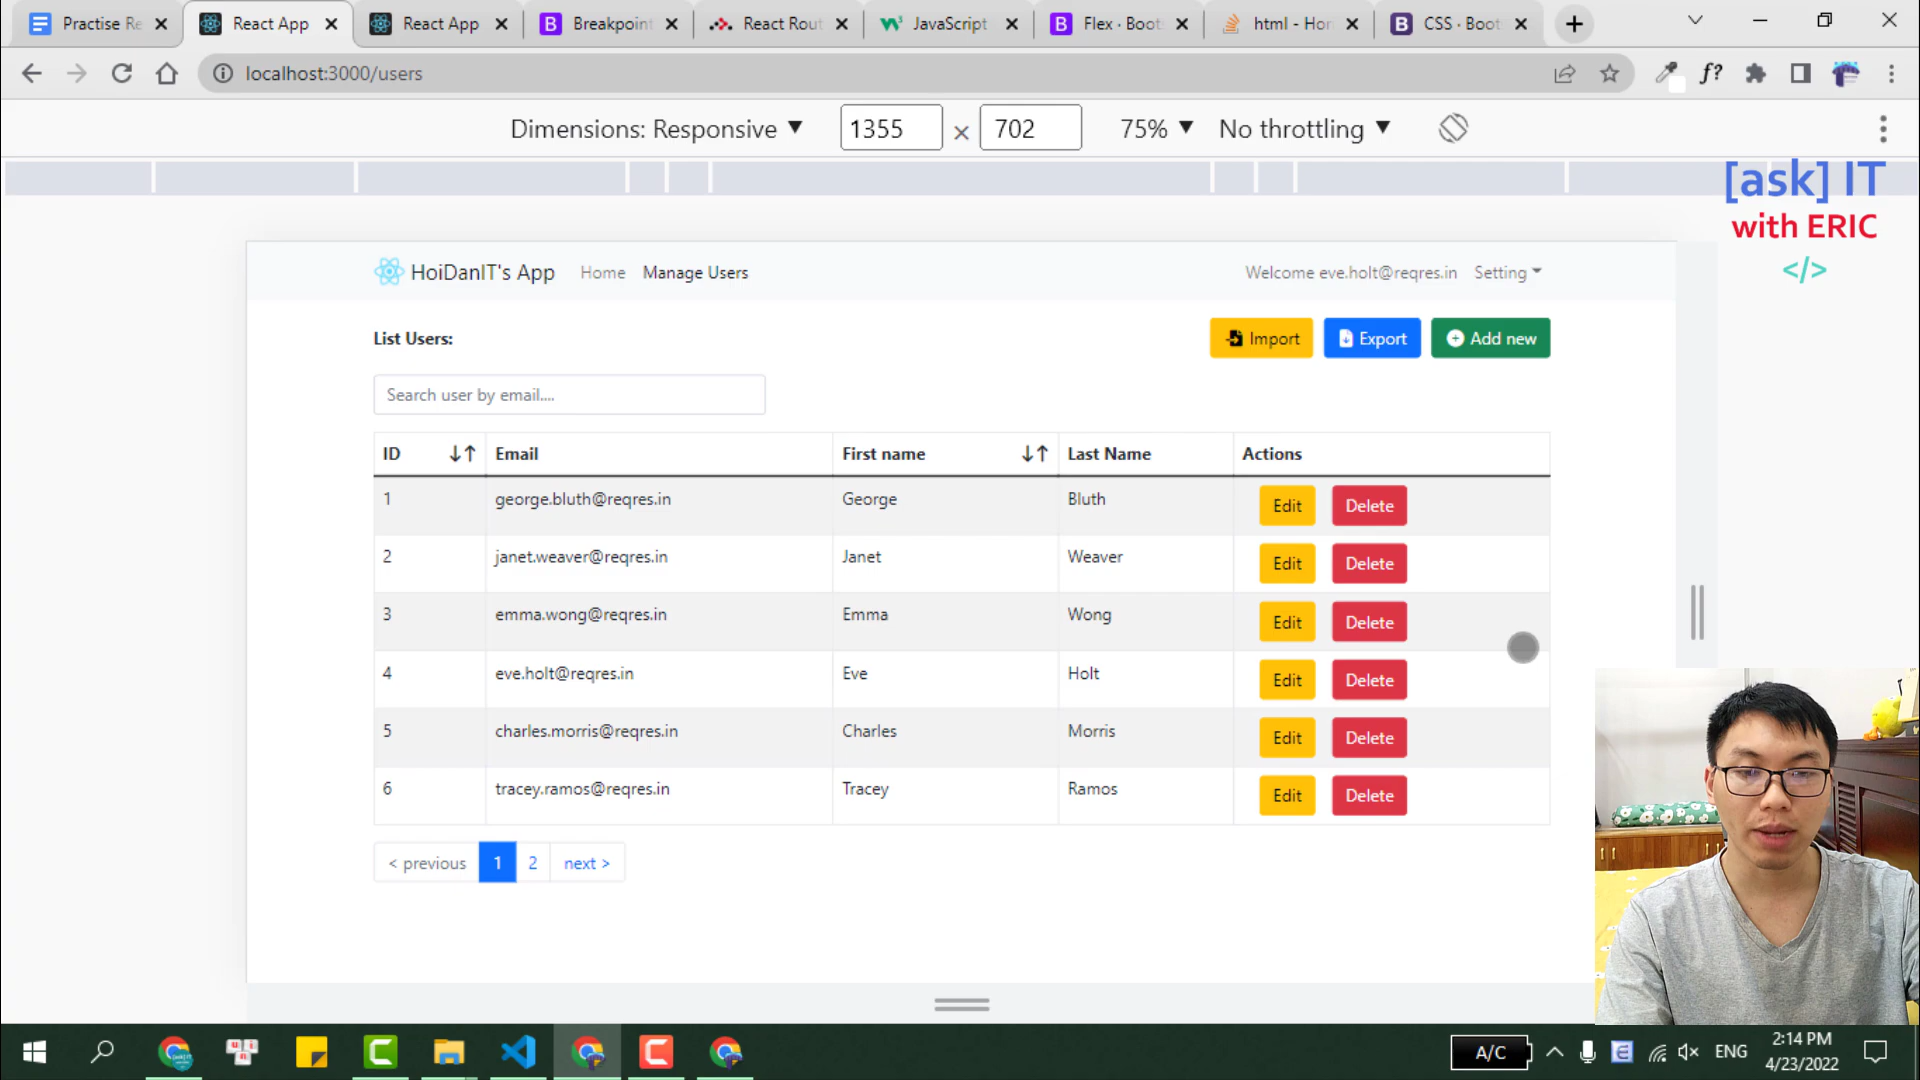 Practise Re
React App
React App
Breakpoint
React Rout
JavaScript
Flex · Boots
html - Hor
CSS · Boots
localhost:3000/users
f?
Dimensions: Responsive ▼ 1355 × 702 75% ▼ No throttling ▼
[ask] IT
with ERIC
</>
HoiDanIT's App Home Manage Users Welcome eve.holt@reqres.in Setting
List Users: Import Export Add new
Search user by email....
ID Email First name Last Name Actions
1 george.bluth@reqres.in George Bluth Edit Delete
2 janet.weaver@reqres.in Janet Weaver Edit Delete
3 emma.wong@reqres.in Emma Wong Edit Delete
4 eve.holt@reqres.in Eve Holt Edit Delete
5 charles.morris@reqres.in Charles Morris Edit Delete
6 tracey.ramos@reqres.in Tracey Ramos Edit Delete
< previous 1 2 next >
A/C
ENG
2:14 PM
4/23/2022